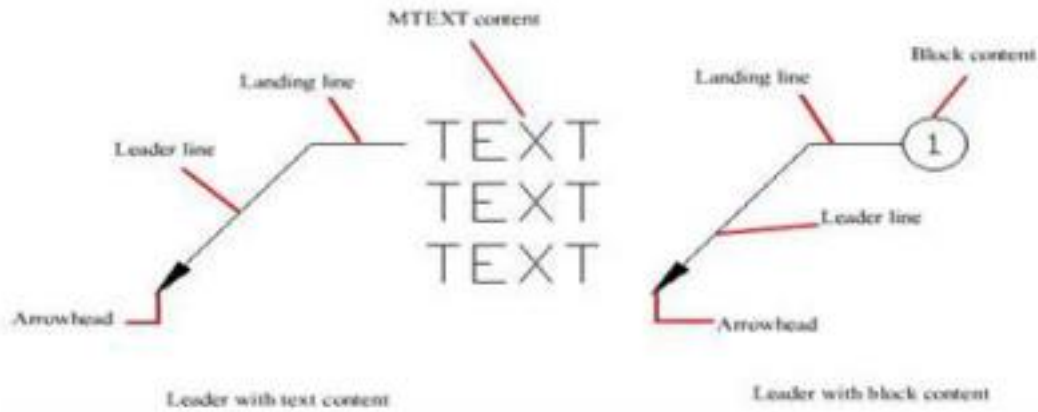 MTEXT content
Block content
Landing line
Landing line
TEXT
1
Leader line
TEXT
Leader line
TEXT
Arrowhead
Arrowhead
Leader with text content
Leader with block content